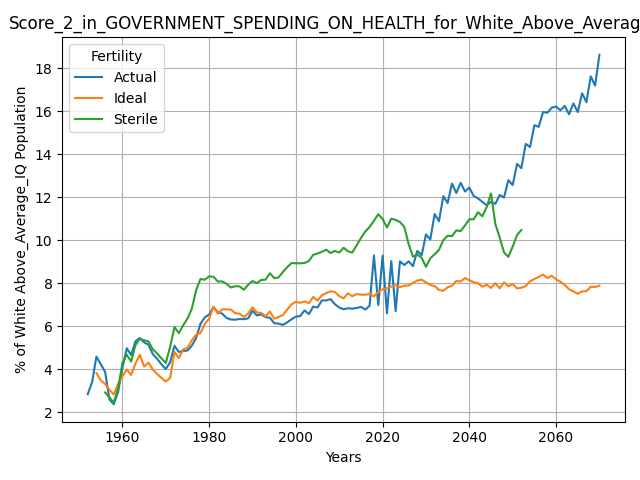 Score_2_in_GOVERNMENT_SPENDING_ON_HEALTH_for_White_Above_Averag
Fertility
Actual
Ideal
Sterile
% of White Above_Average_IQ Population
18
16
14
12
10
8
6
4
2
1960 1980 2000 2020 2040 2060
Years